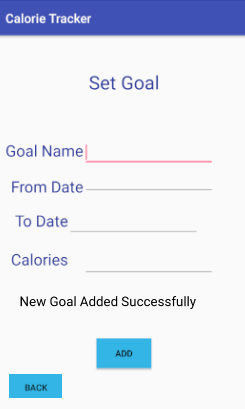 Calorie Tracker
Set Goal
Goal Name
From Date
To Date
Calories
New Goal Added Successfully
ADD
BACK